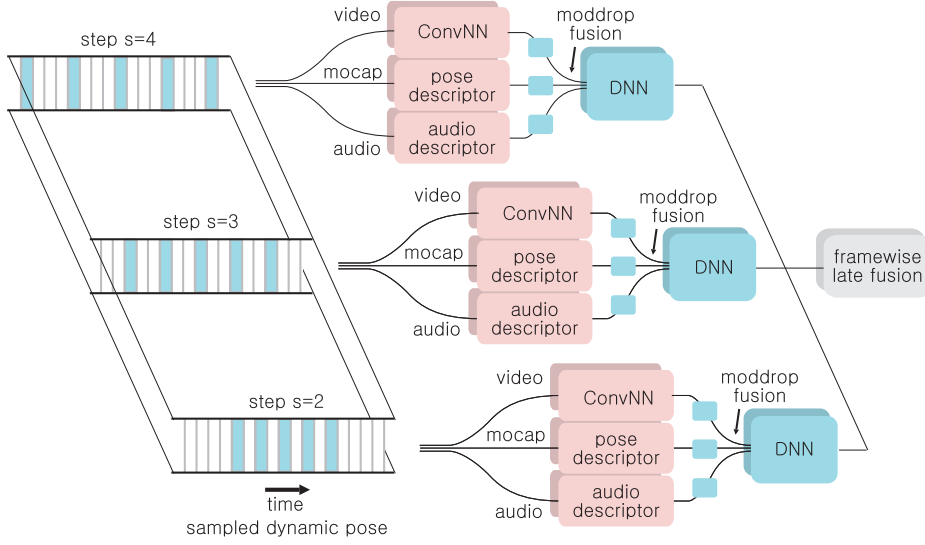 step s=4
video
ConvNN
moddrop
fusion
mocap
pose
descriptor
DNN
audio
descriptor
audio
step s=3
video
ConvNN
moddrop
fusion
mocap
pose
descriptor
DNN
framewise
late fusion
audio
descriptor
audio
step s=2
video
ConvNN
moddrop
fusion
mocap
pose
descriptor
DNN
audio
descriptor
audio
time
sampled dynamic pose